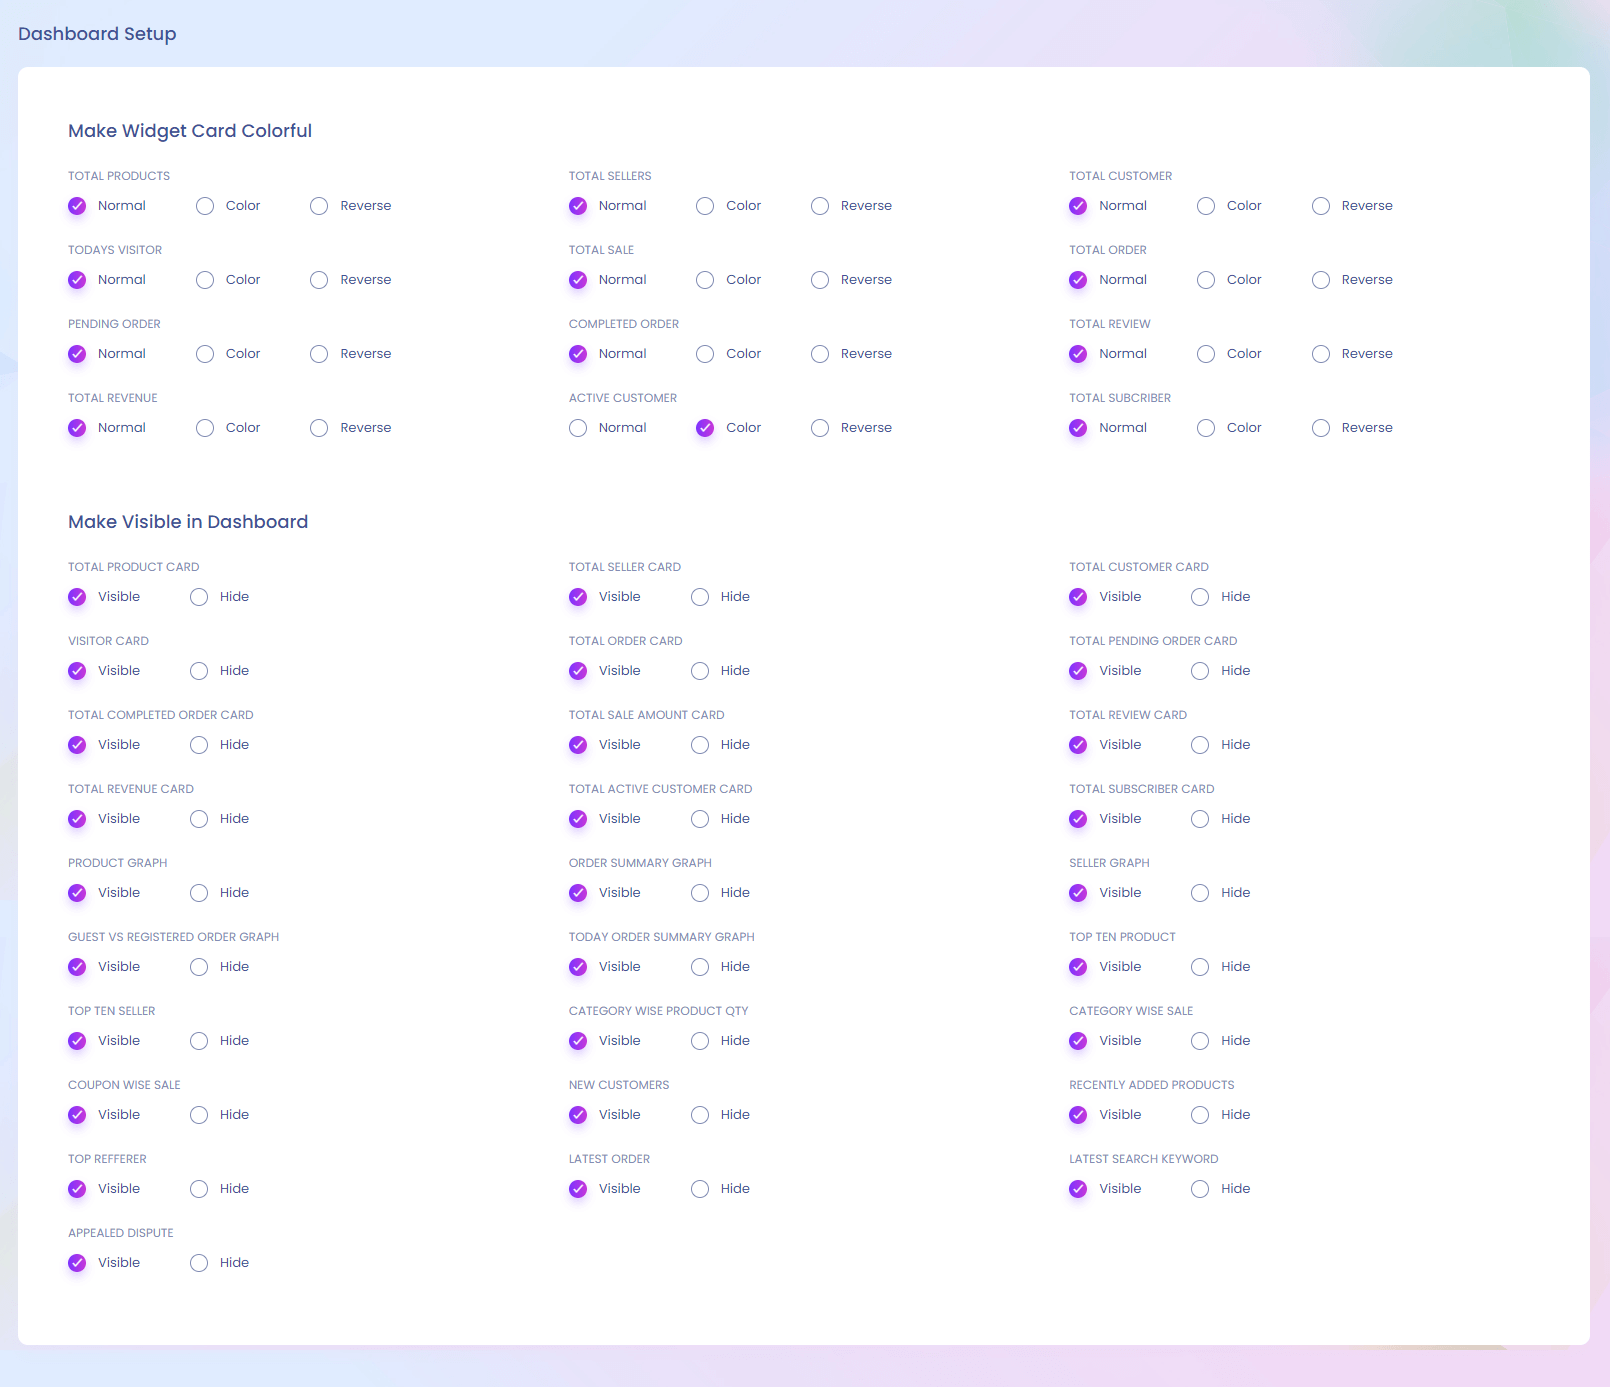 Dashboard Setup
Make Widget Card Colorful
TOTAL PRODUCTS TOTAL SELLERS TOTAL CUSTOMER
Normal Color Reverse Normal Color Reverse Normal Color Reverse
TODAYS VISITOR TOTAL SALE TOTAL ORDER
Normal Color Reverse Normal Color Reverse Normal Color Reverse
PENDING ORDER COMPLETED ORDER TOTAL REVIEW
Normal Color Reverse Normal Color Reverse Normal Color Reverse
TOTAL REVENUE ACTIVE CUSTOMER TOTAL SUBCRIBER
Normal Color Reverse Normal Color Reverse Normal Color Reverse
Make Visible in Dashboard
TOTAL PRODUCT CARD TOTAL SELLER CARD TOTAL CUSTOMER CARD
Visible Hide Visible Hide Visible Hide
VISITOR CARD TOTAL ORDER CARD TOTAL PENDING ORDER CARD
Visible Hide Visible Hide Visible Hide
TOTAL COMPLETED ORDER CARD TOTAL SALE AMOUNT CARD TOTAL REVIEW CARD
Visible Hide Visible Hide Visible Hide
TOTAL REVENUE CARD TOTAL ACTIVE CUSTOMER CARD TOTAL SUBSCRIBER CARD
Visible Hide Visible Hide Visible Hide
PRODUCT GRAPH ORDER SUMMARY GRAPH SELLER GRAPH
Visible Hide Visible Hide Visible Hide
GUEST VS REGISTERED ORDER GRAPH TODAY ORDER SUMMARY GRAPH TOP TEN PRODUCT
Visible Hide Visible Hide Visible Hide
TOP TEN SELLER CATEGORY WISE PRODUCT QTY CATEGORY WISE SALE
Visible Hide Visible Hide Visible Hide
COUPON WISE SALE NEW CUSTOMERS RECENTLY ADDED PRODUCTS
Visible Hide Visible Hide Visible Hide
TOP REFFERER LATEST ORDER LATEST SEARCH KEYWORD
Visible Hide Visible Hide Visible Hide
APPEALED DISPUTE
Visible Hide